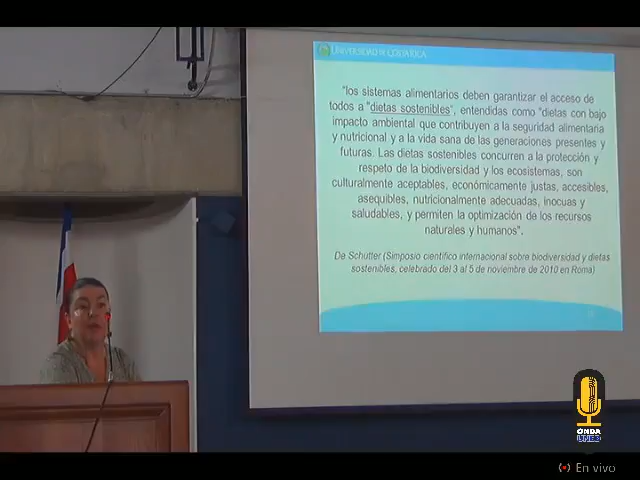 UNIVERSIDAD DE COSTA RICA
"los sistemas alimentarios deben garantizar el acceso de
todos a "dietas sostenibles", entendidas como "dietas con bajo
impacto ambiental que contribuyen a la seguridad alimentaria
y nutricional y a la vida sana de las generaciones presentes y
futuras. Las dietas sostenibles concurren a la protección y
respeto de la biodiversidad y los ecosistemas, son
culturalmente aceptables, económicamente justas, accesibles,
asequibles, nutricionalmente adecuadas, inocuas y
saludables, y permiten la optimización de los recursos
naturales y humanos".
De Schutter (Simposio científico internacional sobre biodiversidad y dietas
sostenibles, celebrado del 3 al 5 de noviembre de 2010 en Roma)
ONDA
UNED
En vivo